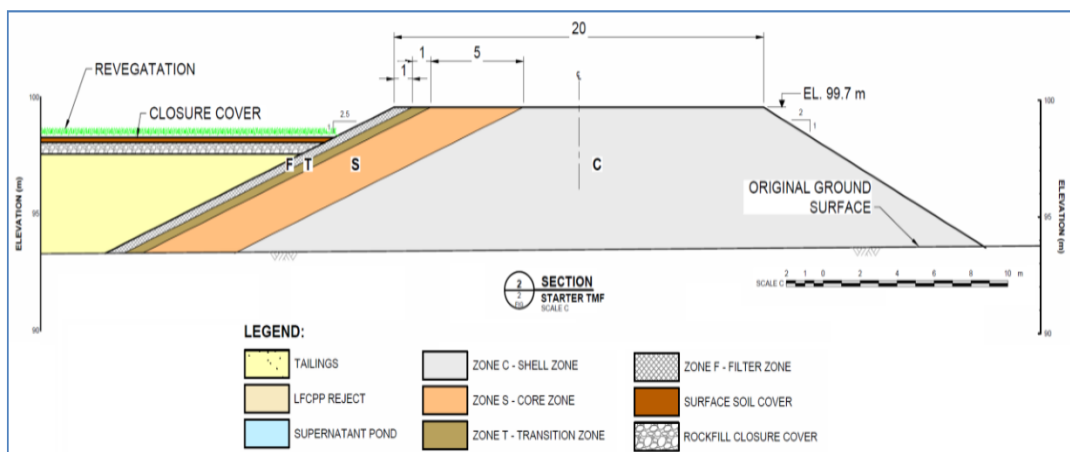 20
1
5
1
REVEGATATION
CLOSURE COVER
100
2.5
1
℄
EL. 99.7 m
2
1
100
F T S
C
ORIGINAL GROUND
SURFACE
ELEVATION (m)
95
95
ELEVATION (m)
90
90
2
2
SECTION
STARTER TMF
SCALE C
2 1 0 2 4 6 8 10 m
SCALE C
LEGEND:
TAILINGS
LFCPP REJECT
SUPERNATANT POND
ZONE C - SHELL ZONE
ZONE S - CORE ZONE
ZONE T - TRANSITION ZONE
ZONE F - FILTER ZONE
SURFACE SOIL COVER
ROCKFILL CLOSURE COVER